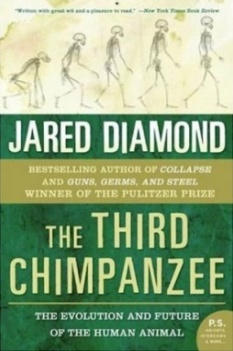 "Written with great wit and a pleasure to read." —New York Times Book Review
JARED DIAMOND
BESTSELLING AUTHOR OF COLLAPSE
AND GUNS, GERMS, AND STEEL
WINNER OF THE PULITZER PRIZE
THE THIRD
CHIMPANZEE
THE EVOLUTION AND FUTURE
OF THE HUMAN ANIMAL
P.S.